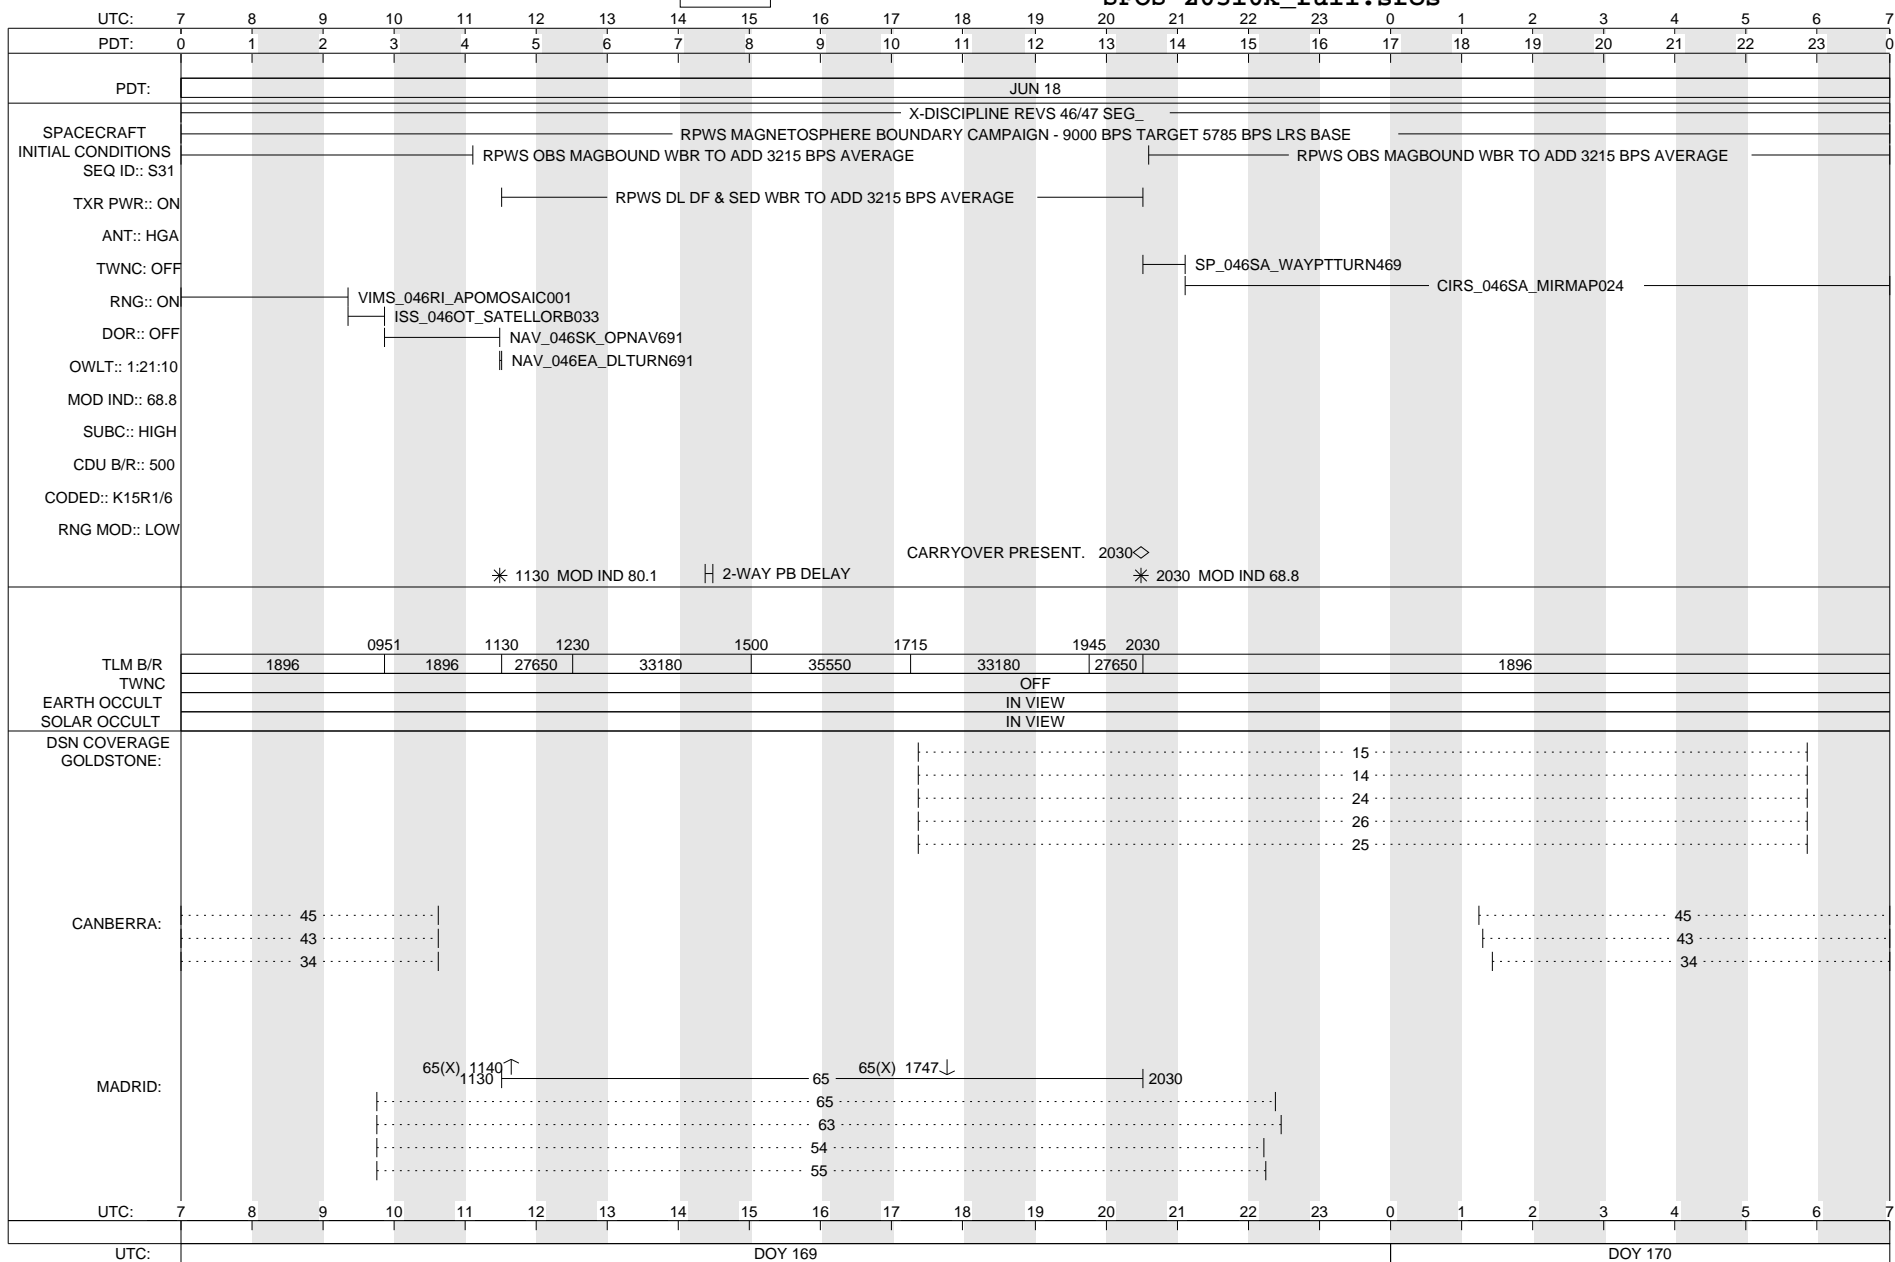 SFOS 20310R_full.sfos
UTC: 7 8 9 10 11 12 13 14 15 16 17 18 19 20 21 22 23 0 1 2 3 4 5 6 7
PDT: 0 1 2 3 4 5 6 7 8 9 10 11 12 13 14 15 16 17 18 19 20 21 22 23 0
PDT: JUN 18
X-DISCIPLINE REVS 46/47 SEG_
SPACECRAFT RPWS MAGNETOSPHERE BOUNDARY CAMPAIGN - 9000 BPS TARGET 5785 BPS LRS BASE
INITIAL CONDITIONS RPWS OBS MAGBOUND WBR TO ADD 3215 BPS AVERAGE RPWS OBS MAGBOUND WBR TO ADD 3215 BPS AVERAGE
SEQ ID:: S31
TXR PWR:: ON RPWS DL DF & SED WBR TO ADD 3215 BPS AVERAGE
ANT:: HGA
TWNC: OFF SP_046SA_WAYPTTURN469
CIRS_046SA_MIRMAP024
RNG:: ON VIMS_046RI_APOMOSAIC001
ISS_046OT_SATELLORB033
DOR:: OFF NAV_046SK_OPNAV691
OWLT:: 1:21:10 NAV_046EA_DLTURN691
MOD IND:: 68.8
SUBC:: HIGH
CDU B/R:: 500
CODED:: K15R1/6
RNG MOD:: LOW
CARRYOVER PRESENT. 2030
1130 MOD IND 80.1 2-WAY PB DELAY 2030 MOD IND 68.8
0951 1130 1230 1500 1715 1945 2030
TLM B/R 1896 1896 27650 33180 35550 33180 27650 1896
TWNC OFF
EARTH OCCULT IN VIEW
SOLAR OCCULT IN VIEW
DSN COVERAGE
GOLDSTONE: 15
14
24
26
25
CANBERRA: 45 45
43 43
34 34
65(X) 1140 65(X) 1747
MADRID: 1130 65 2030
65
63
54
55
UTC: 7 8 9 10 11 12 13 14 15 16 17 18 19 20 21 22 23 0 1 2 3 4 5 6 7
UTC: DOY 169 DOY 170